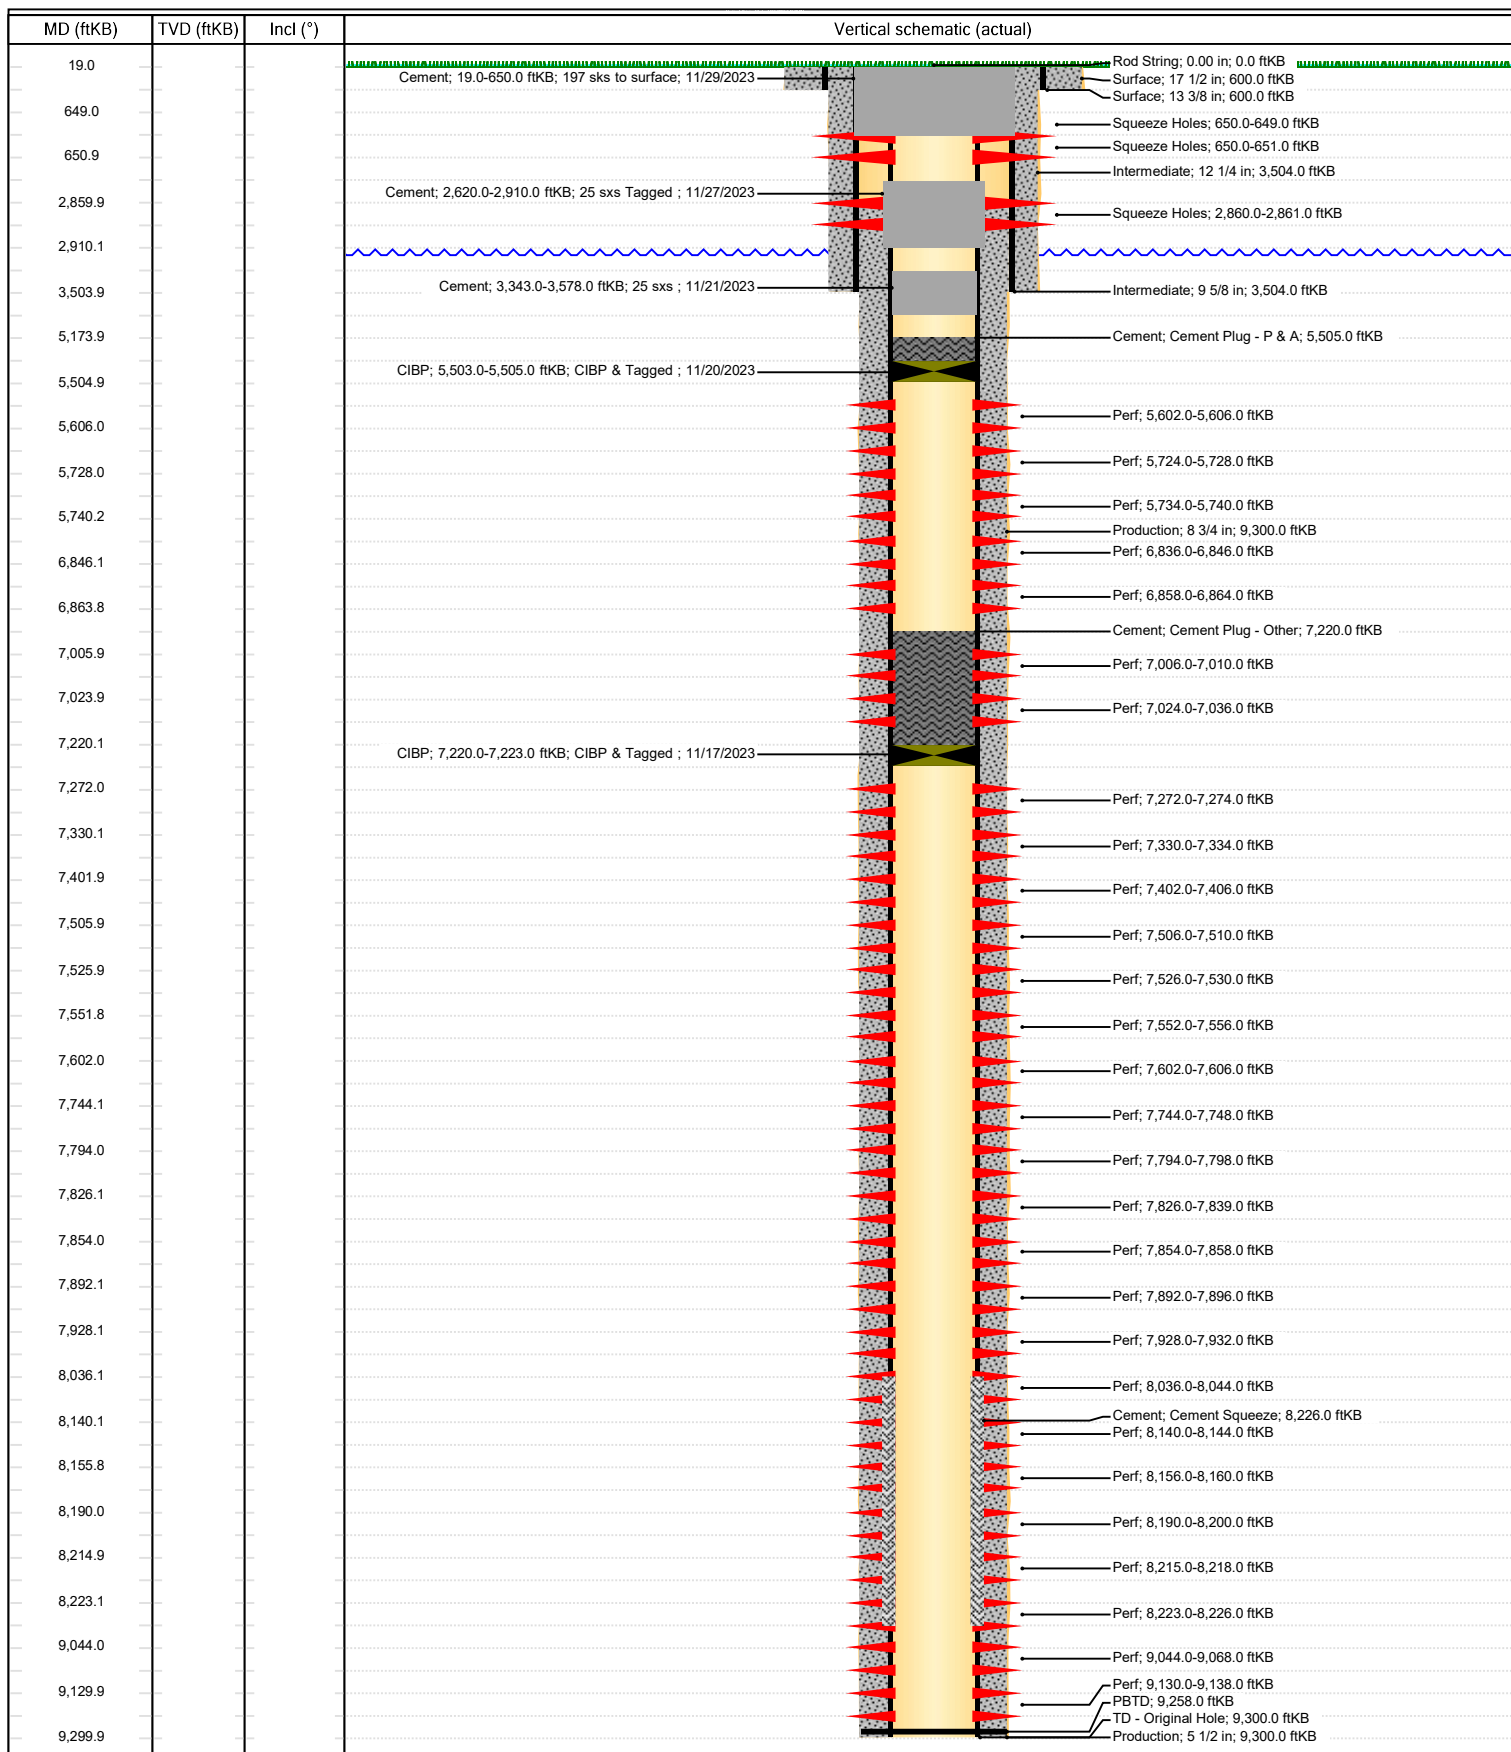 MD (ftKB) TVD (ftKB) Incl (°) Vertical schematic (actual)
19.0
649.0
650.9
2,859.9
2,910.1
3,503.9
5,173.9
5,504.9
5,606.0
5,728.0
5,740.2
6,846.1
6,863.8
7,005.9
7,023.9
7,220.1
7,272.0
7,330.1
7,401.9
7,505.9
7,525.9
7,551.8
7,602.0
7,744.1
7,794.0
7,826.1
7,854.0
7,892.1
7,928.1
8,036.1
8,140.1
8,155.8
8,190.0
8,214.9
8,223.1
9,044.0
9,129.9
9,299.9
Cement; 19.0-650.0 ftKB; 197 sks to surface; 11/29/2023
Cement; 2,620.0-2,910.0 ftKB; 25 sxs Tagged ; 11/27/2023
Cement; 3,343.0-3,578.0 ftKB; 25 sxs ; 11/21/2023
CIBP; 5,503.0-5,505.0 ftKB; CIBP & Tagged ; 11/20/2023
CIBP; 7,220.0-7,223.0 ftKB; CIBP & Tagged ; 11/17/2023
Rod String; 0.00 in; 0.0 ftKB
Surface; 17 1/2 in; 600.0 ftKB
Surface; 13 3/8 in; 600.0 ftKB
Squeeze Holes; 650.0-649.0 ftKB
Squeeze Holes; 650.0-651.0 ftKB
Intermediate; 12 1/4 in; 3,504.0 ftKB
Squeeze Holes; 2,860.0-2,861.0 ftKB
Intermediate; 9 5/8 in; 3,504.0 ftKB
Cement; Cement Plug - P & A; 5,505.0 ftKB
Perf; 5,602.0-5,606.0 ftKB
Perf; 5,724.0-5,728.0 ftKB
Perf; 5,734.0-5,740.0 ftKB
Production; 8 3/4 in; 9,300.0 ftKB
Perf; 6,836.0-6,846.0 ftKB
Perf; 6,858.0-6,864.0 ftKB
Cement; Cement Plug - Other; 7,220.0 ftKB
Perf; 7,006.0-7,010.0 ftKB
Perf; 7,024.0-7,036.0 ftKB
Perf; 7,272.0-7,274.0 ftKB
Perf; 7,330.0-7,334.0 ftKB
Perf; 7,402.0-7,406.0 ftKB
Perf; 7,506.0-7,510.0 ftKB
Perf; 7,526.0-7,530.0 ftKB
Perf; 7,552.0-7,556.0 ftKB
Perf; 7,602.0-7,606.0 ftKB
Perf; 7,744.0-7,748.0 ftKB
Perf; 7,794.0-7,798.0 ftKB
Perf; 7,826.0-7,839.0 ftKB
Perf; 7,854.0-7,858.0 ftKB
Perf; 7,892.0-7,896.0 ftKB
Perf; 7,928.0-7,932.0 ftKB
Perf; 8,036.0-8,044.0 ftKB
Cement; Cement Squeeze; 8,226.0 ftKB
Perf; 8,140.0-8,144.0 ftKB
Perf; 8,156.0-8,160.0 ftKB
Perf; 8,190.0-8,200.0 ftKB
Perf; 8,215.0-8,218.0 ftKB
Perf; 8,223.0-8,226.0 ftKB
Perf; 9,044.0-9,068.0 ftKB
Perf; 9,130.0-9,138.0 ftKB
PBTD; 9,258.0 ftKB
TD - Original Hole; 9,300.0 ftKB
Production; 5 1/2 in; 9,300.0 ftKB